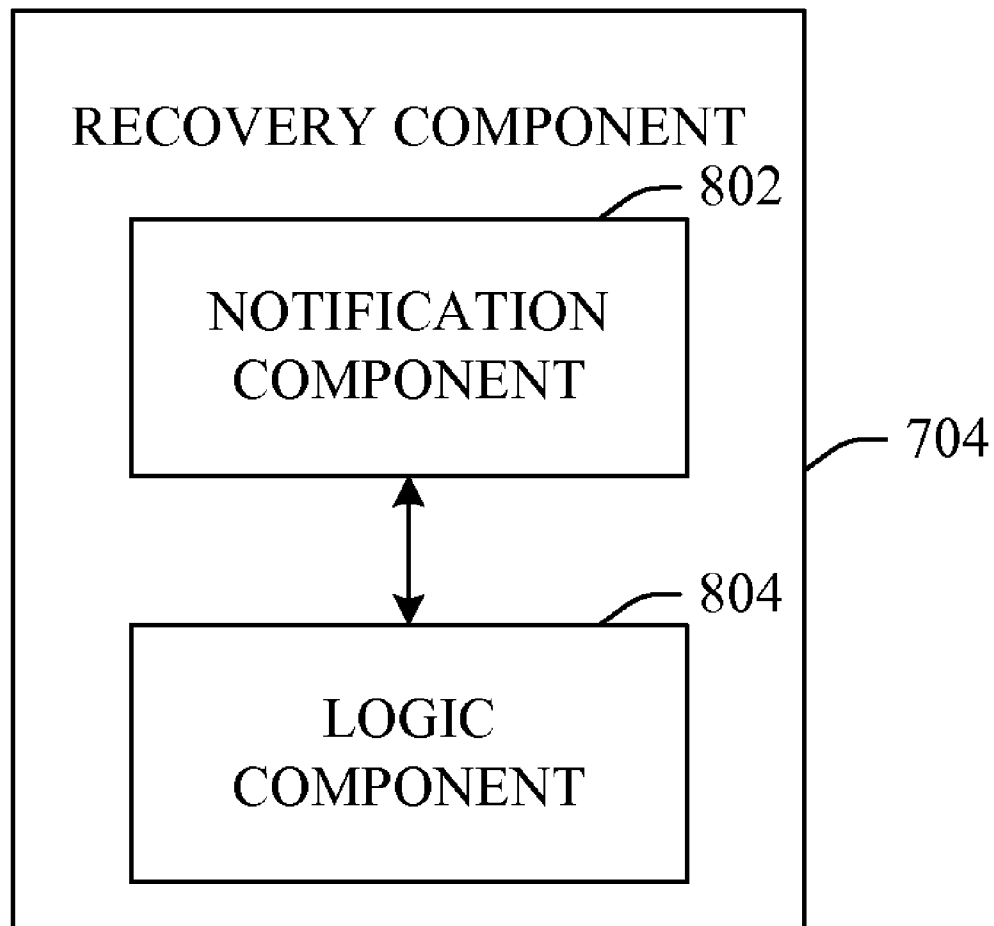 RECOVERY COMPONENT
802
NOTIFICATION
COMPONENT
704
804
LOGIC
COMPONENT